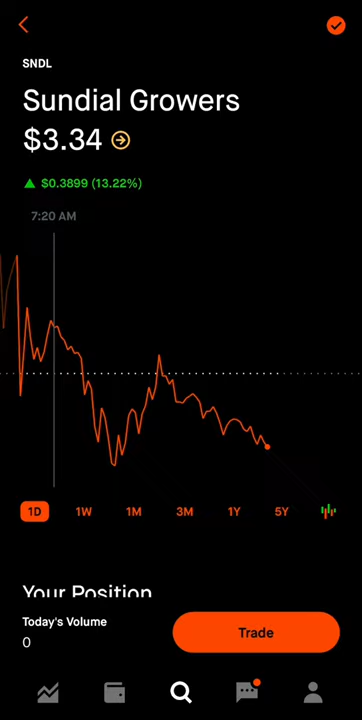 SNDL
Sundial Growers
$3.34
$0.3899 (13.22%)
7:20 AM
1D 1W 1M 3M 1Y 5Y
Your Position
Today's Volume
0
Trade